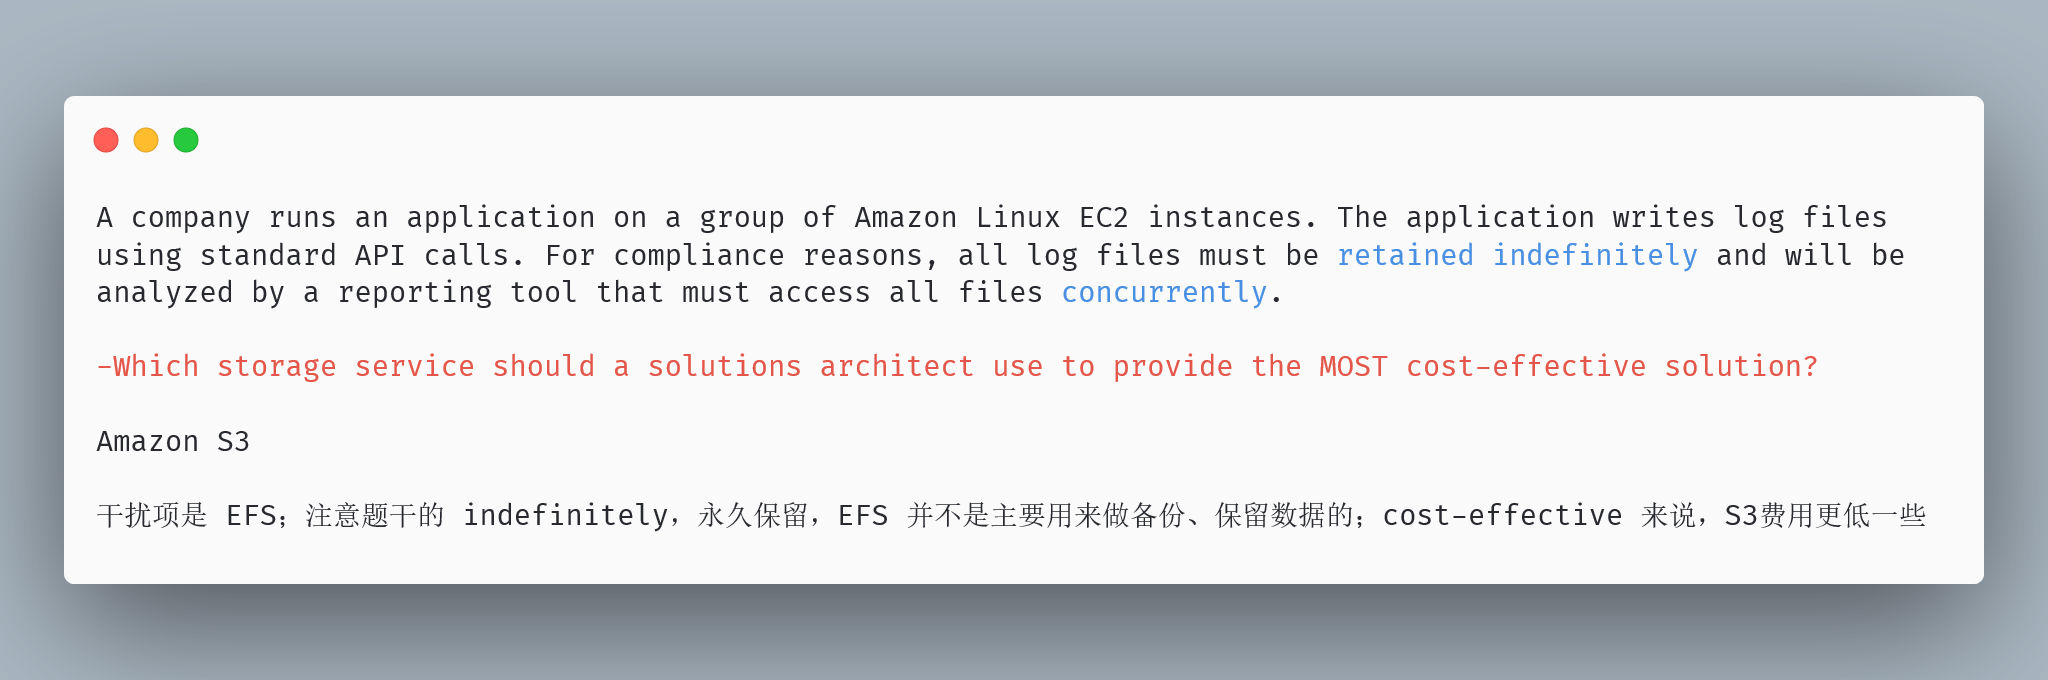 A company runs an application on a group of Amazon Linux EC2 instances. The application writes log files
using standard API calls. For compliance reasons, all log files must be retained indefinitely and will be
analyzed by a reporting tool that must access all files concurrently.
-Which storage service should a solutions architect use to provide the MOST cost-effective solution?
Amazon S3
干扰项是 EFS；注意题干的 indefinitely，永久保留，EFS 并不是主要用来做备份、保留数据的；cost-effective 来说，S3费用更低一些